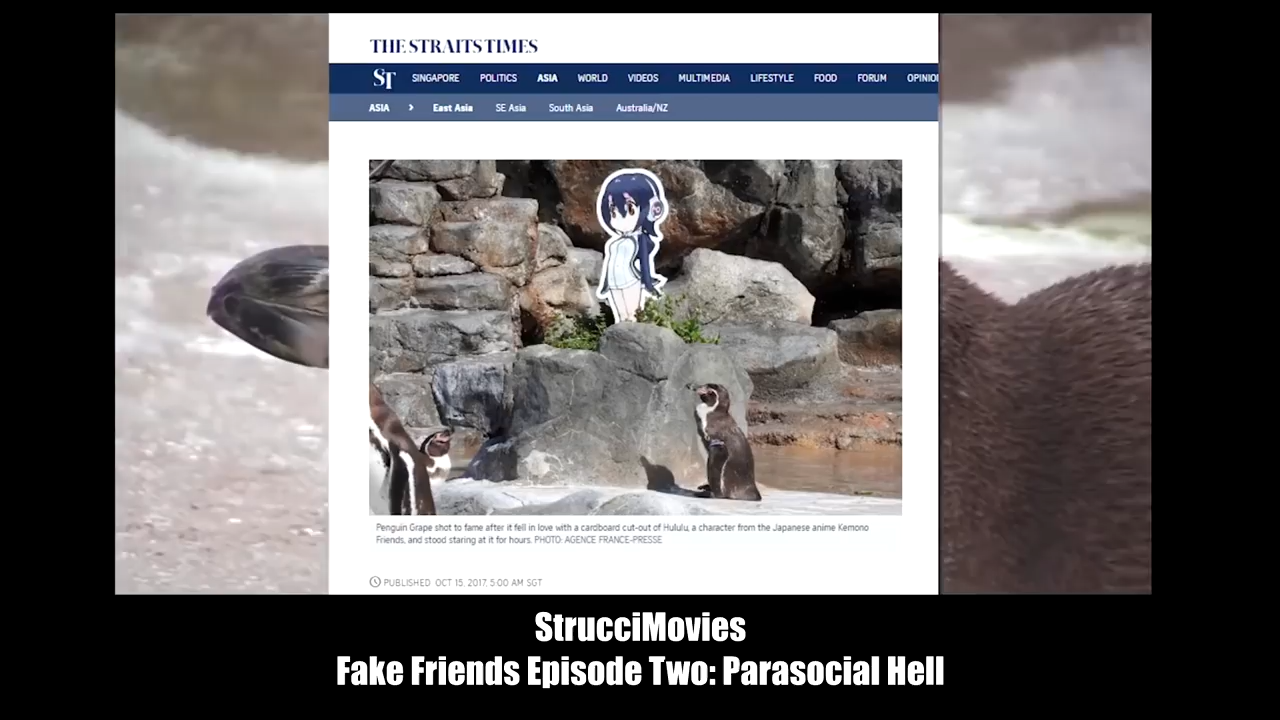 THE STRAITS TIMES
ST SINGAPORE POLITICS ASIA WORLD VIDEOS MULTIMEDIA LIFESTYLE FOOD FORUM OPINIO
ASIA > East Asia SE Asia South Asia Australia/NZ
Penguin Grape shot to fame after it fell in love with a cardboard cut-out of Hululu, a character from the Japanese anime Kemono
Friends, and stood staring at it for hours. PHOTO: AGENCE FRANCE-PRESSE
PUBLISHED OCT 15, 2017, 5:00 AM SGT
StrucciMovies
Fake Friends Episode Two: Parasocial Hell